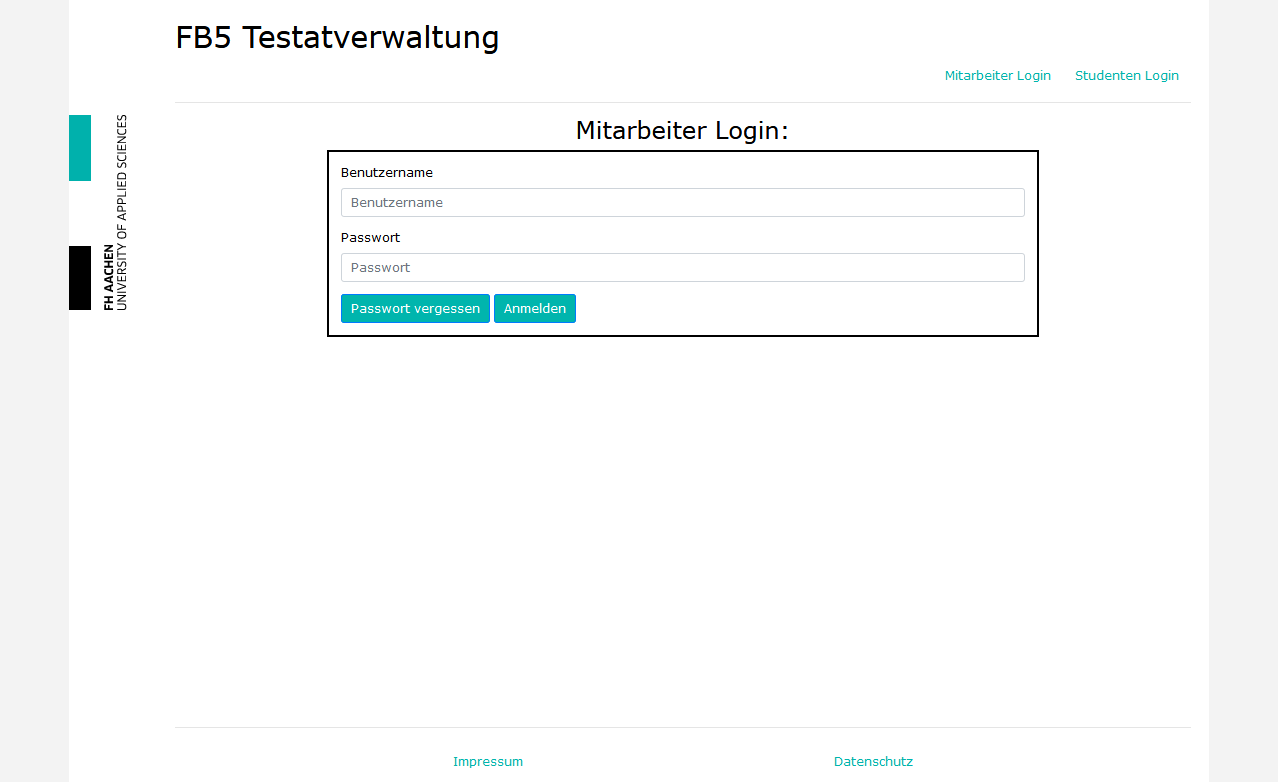 FB5 Testatverwaltung
Mitarbeiter Login
Studenten Login
FH AACHEN
UNIVERSITY OF APPLIED SCIENCES
Mitarbeiter Login:
Benutzername
Benutzername
Passwort
Passwort
Passwort vergessen
Anmelden
Impressum
Datenschutz